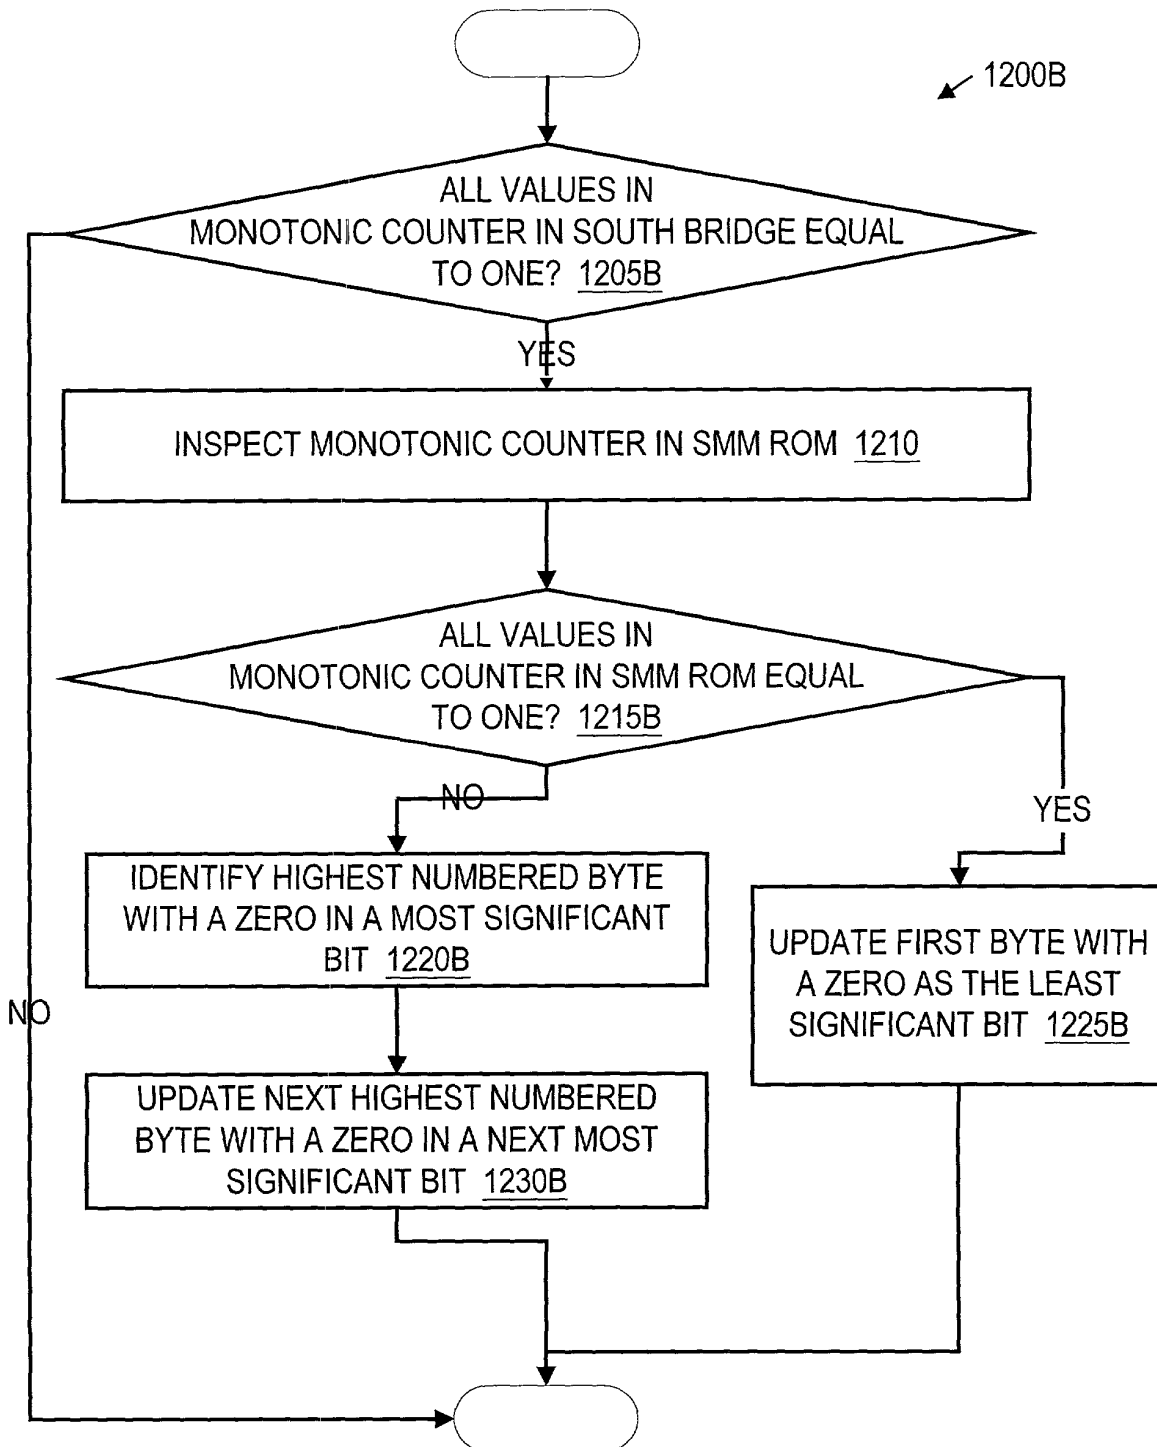 1200B
ALL VALUES IN
MONOTONIC COUNTER IN SOUTH BRIDGE EQUAL
TO ONE? 1205B
YES
INSPECT MONOTONIC COUNTER IN SMM ROM 1210
ALL VALUES IN
MONOTONIC COUNTER IN SMM ROM EQUAL
TO ONE? 1215B
NO
YES
IDENTIFY HIGHEST NUMBERED BYTE
WITH A ZERO IN A MOST SIGNIFICANT
BIT 1220B
UPDATE FIRST BYTE WITH
A ZERO AS THE LEAST
SIGNIFICANT BIT 1225B
NO
UPDATE NEXT HIGHEST NUMBERED
BYTE WITH A ZERO IN A NEXT MOST
SIGNIFICANT BIT 1230B